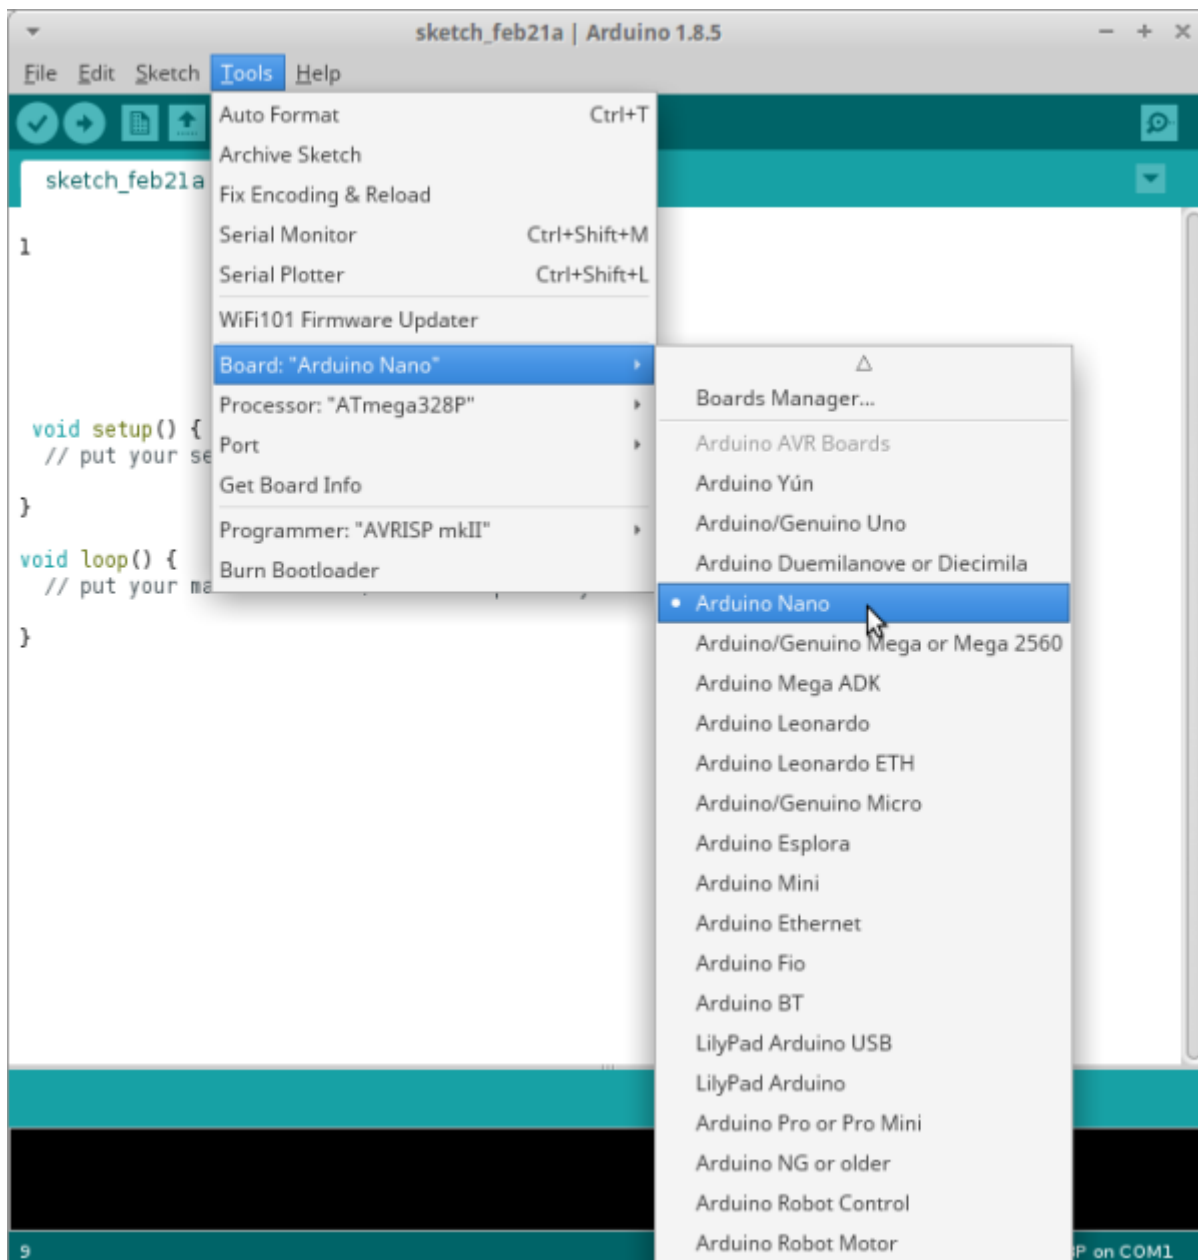 sketch_feb21a | Arduino 1.8.5
File Edit Sketch Tools Help
sketch_feb21a
Auto Format Ctrl+T
Archive Sketch
Fix Encoding & Reload
Serial Monitor Ctrl+Shift+M
Serial Plotter Ctrl+Shift+L
WiFi101 Firmware Updater
Board: "Arduino Nano"
Processor: "ATmega328P"
Port
Get Board Info
Programmer: "AVRISP mkII"
Burn Bootloader
Boards Manager...
Arduino AVR Boards
Arduino Yún
Arduino/Genuino Uno
Arduino Duemilanove or Diecimila
Arduino Nano
Arduino/Genuino Mega or Mega 2560
Arduino Mega ADK
Arduino Leonardo
Arduino Leonardo ETH
Arduino/Genuino Micro
Arduino Esplora
Arduino Mini
Arduino Ethernet
Arduino Fio
Arduino BT
LilyPad Arduino USB
LilyPad Arduino
Arduino Pro or Pro Mini
Arduino NG or older
Arduino Robot Control
Arduino Robot Motor
l
void setup() {
// put your se
}
void loop() {
// put your ma
}
9
P on COM1